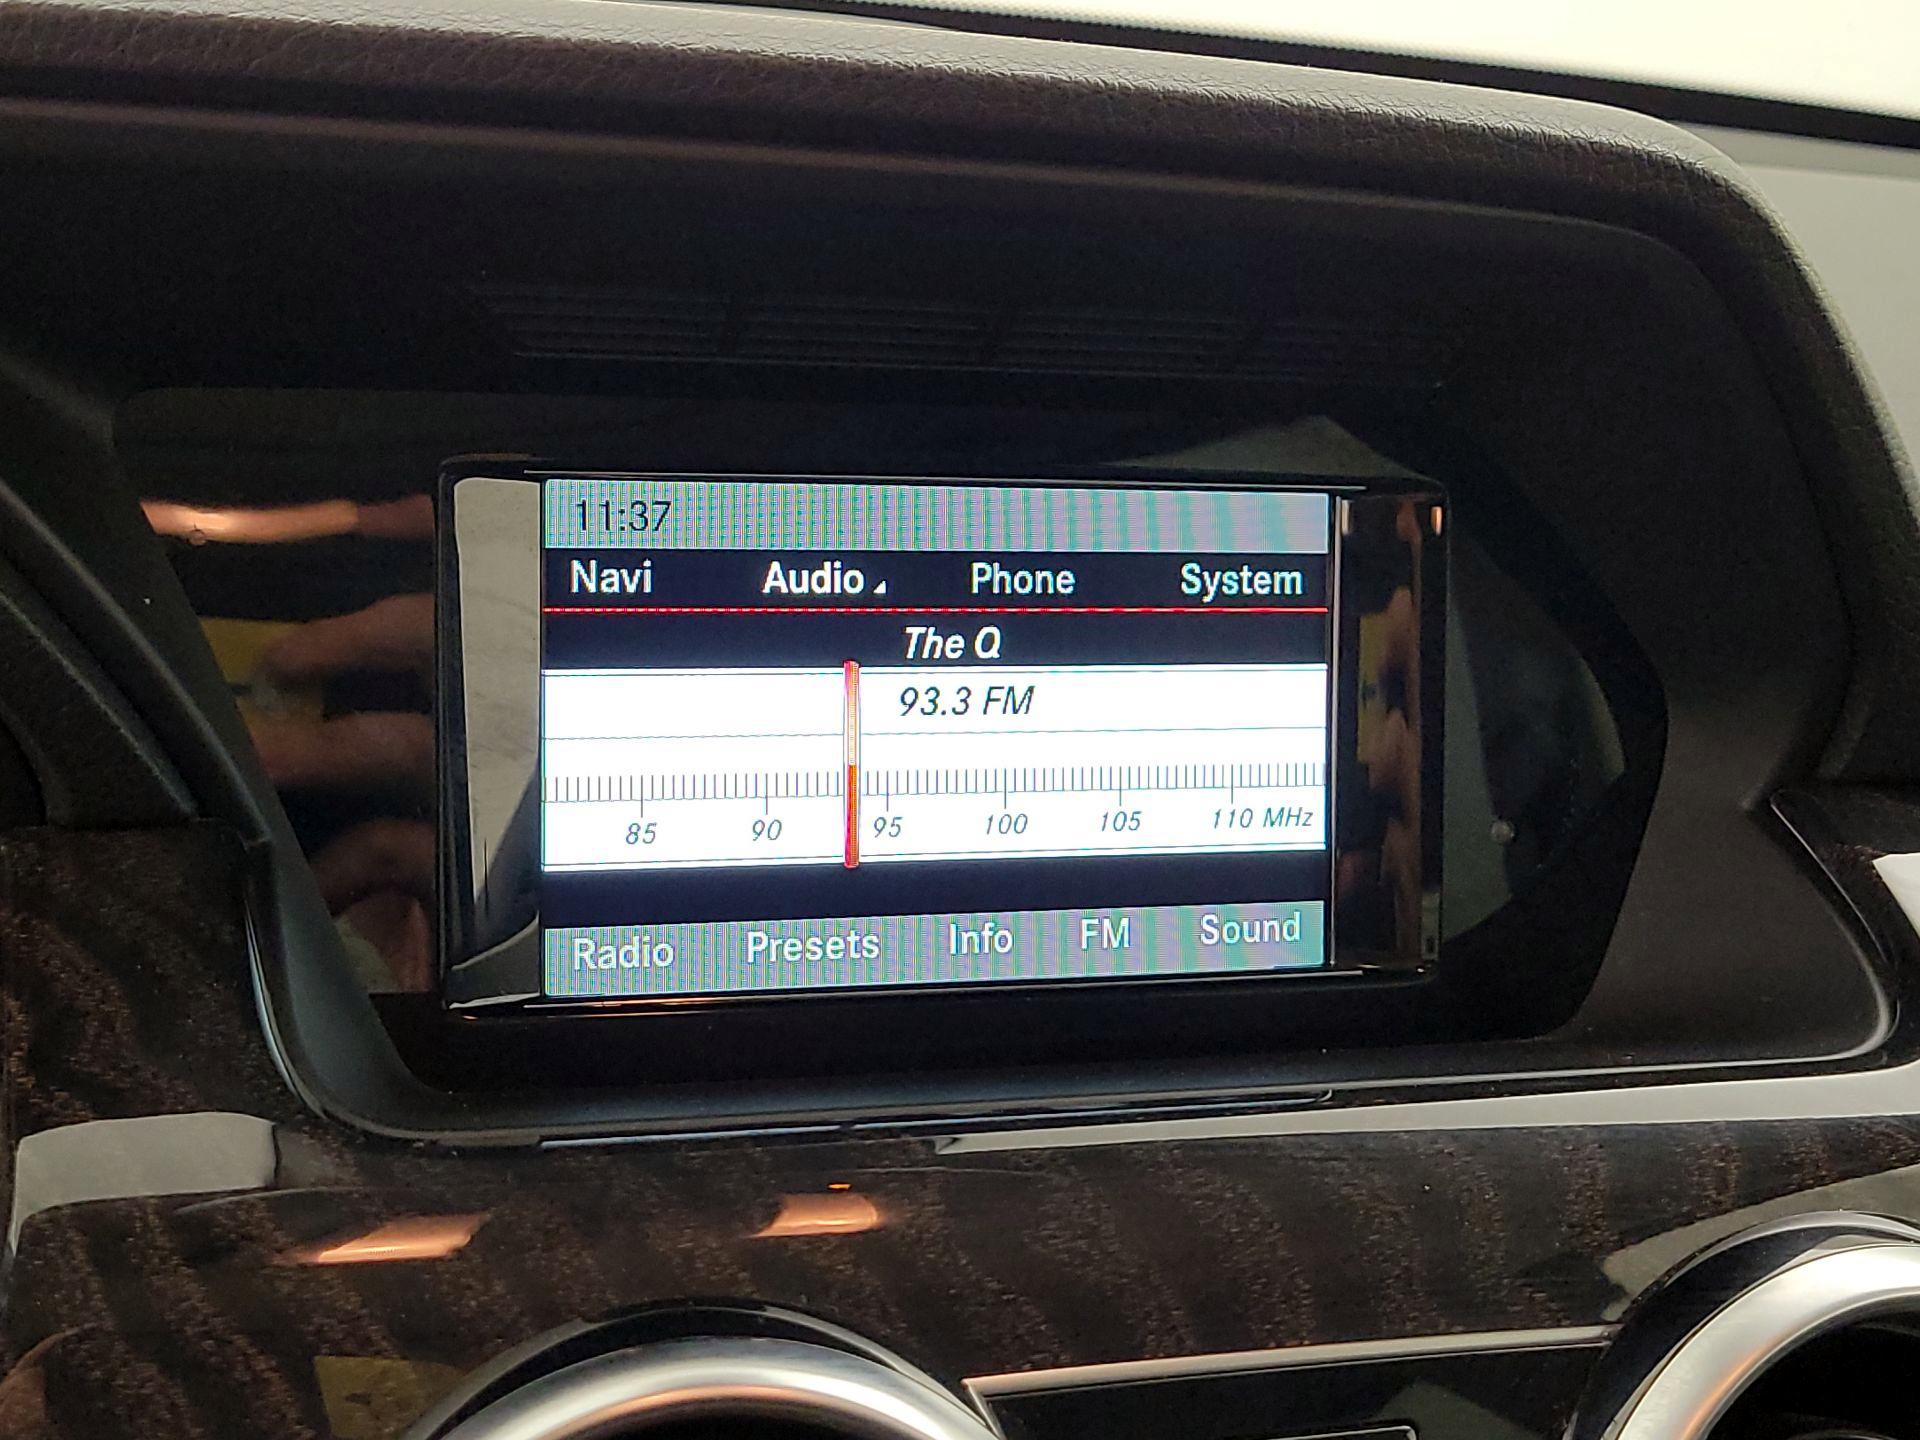 11:37
Navi Audio Phone System
The Q
93.3 FM
85 90 95 100 105 110 MHz
Radio Presets Info FM Sound